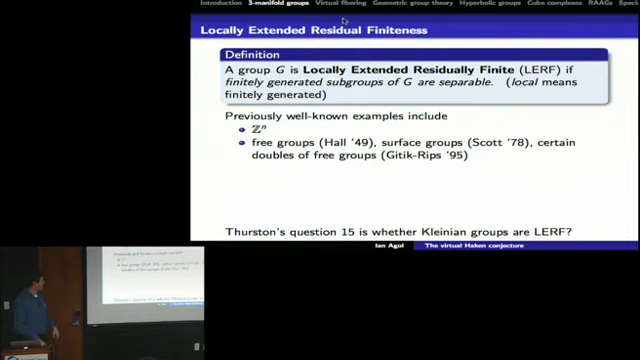 Introduction 3-manifold groups Virtual fibering Geometric group theory Hyperbolic groups Cube complexes RAAGs Speci
Locally Extended Residual Finiteness
Definition
A group G is Locally Extended Residually Finite (LERF) if
finitely generated subgroups of G are separable. (local means
finitely generated)
Previously well-known examples include
ℤⁿ
free groups (Hall '49), surface groups (Scott '78), certain
doubles of free groups (Gitik-Rips '95)
Thurston's question 15 is whether Kleinian groups are LERF?
Ian Agol The virtual Haken conjecture